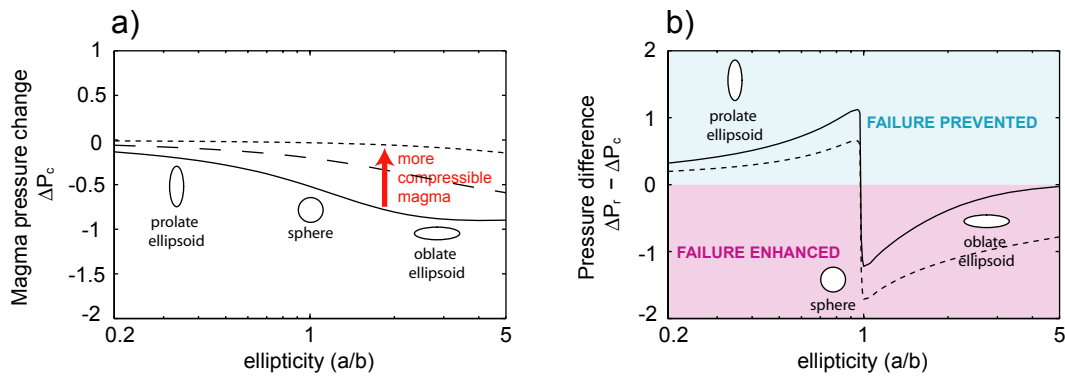 a)
Magma pressure change
ΔP_c
1
0.5
0
-0.5
-1
-1.5
-2
0.2
1
5
ellipticity (a/b)
prolate
ellipsoid
sphere
oblate
ellipsoid
more
compressible
magma
b)
Pressure difference
ΔP_r − ΔP_c
2
1
0
-1
-2
0.2
1
5
ellipticity (a/b)
prolate
ellipsoid
FAILURE PREVENTED
FAILURE ENHANCED
sphere
oblate
ellipsoid